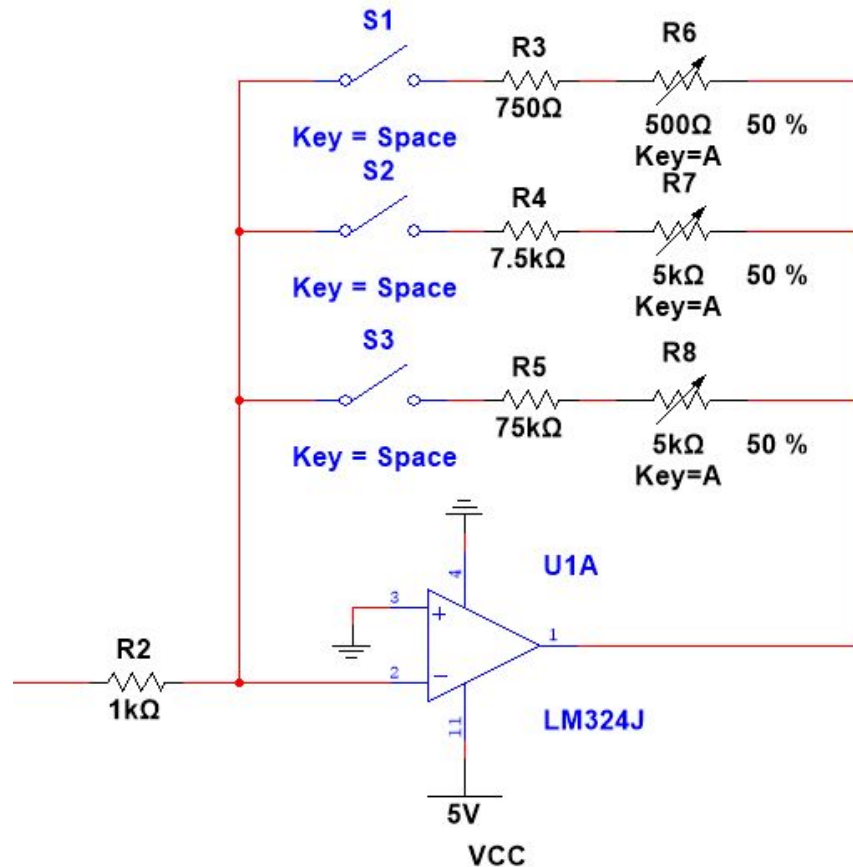 S1
R3
R6
750Ω
500Ω
50 %
Key = Space
Key=A
S2
R4
R7
7.5kΩ
5kΩ
50 %
Key = Space
Key=A
S3
R5
R8
75kΩ
5kΩ
50 %
Key = Space
Key=A
4
U1A
3
+
1
R2
2
−
1kΩ
11
LM324J
5V
VCC